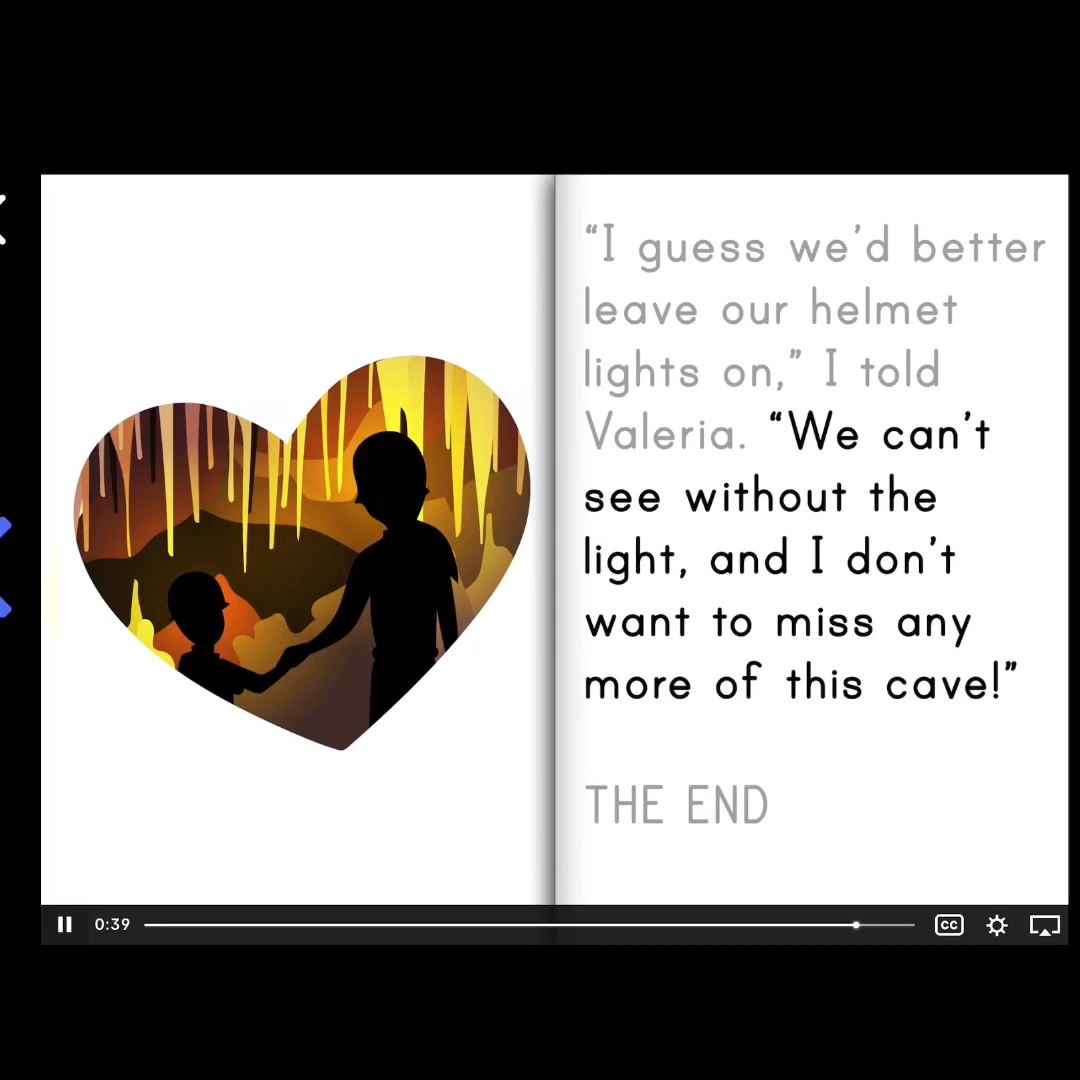 “I guess we’d better
leave our helmet
lights on,” I told
Valeria. “We can’t
see without the
light, and I don’t
want to miss any
more of this cave!”
THE END
0:39
CC